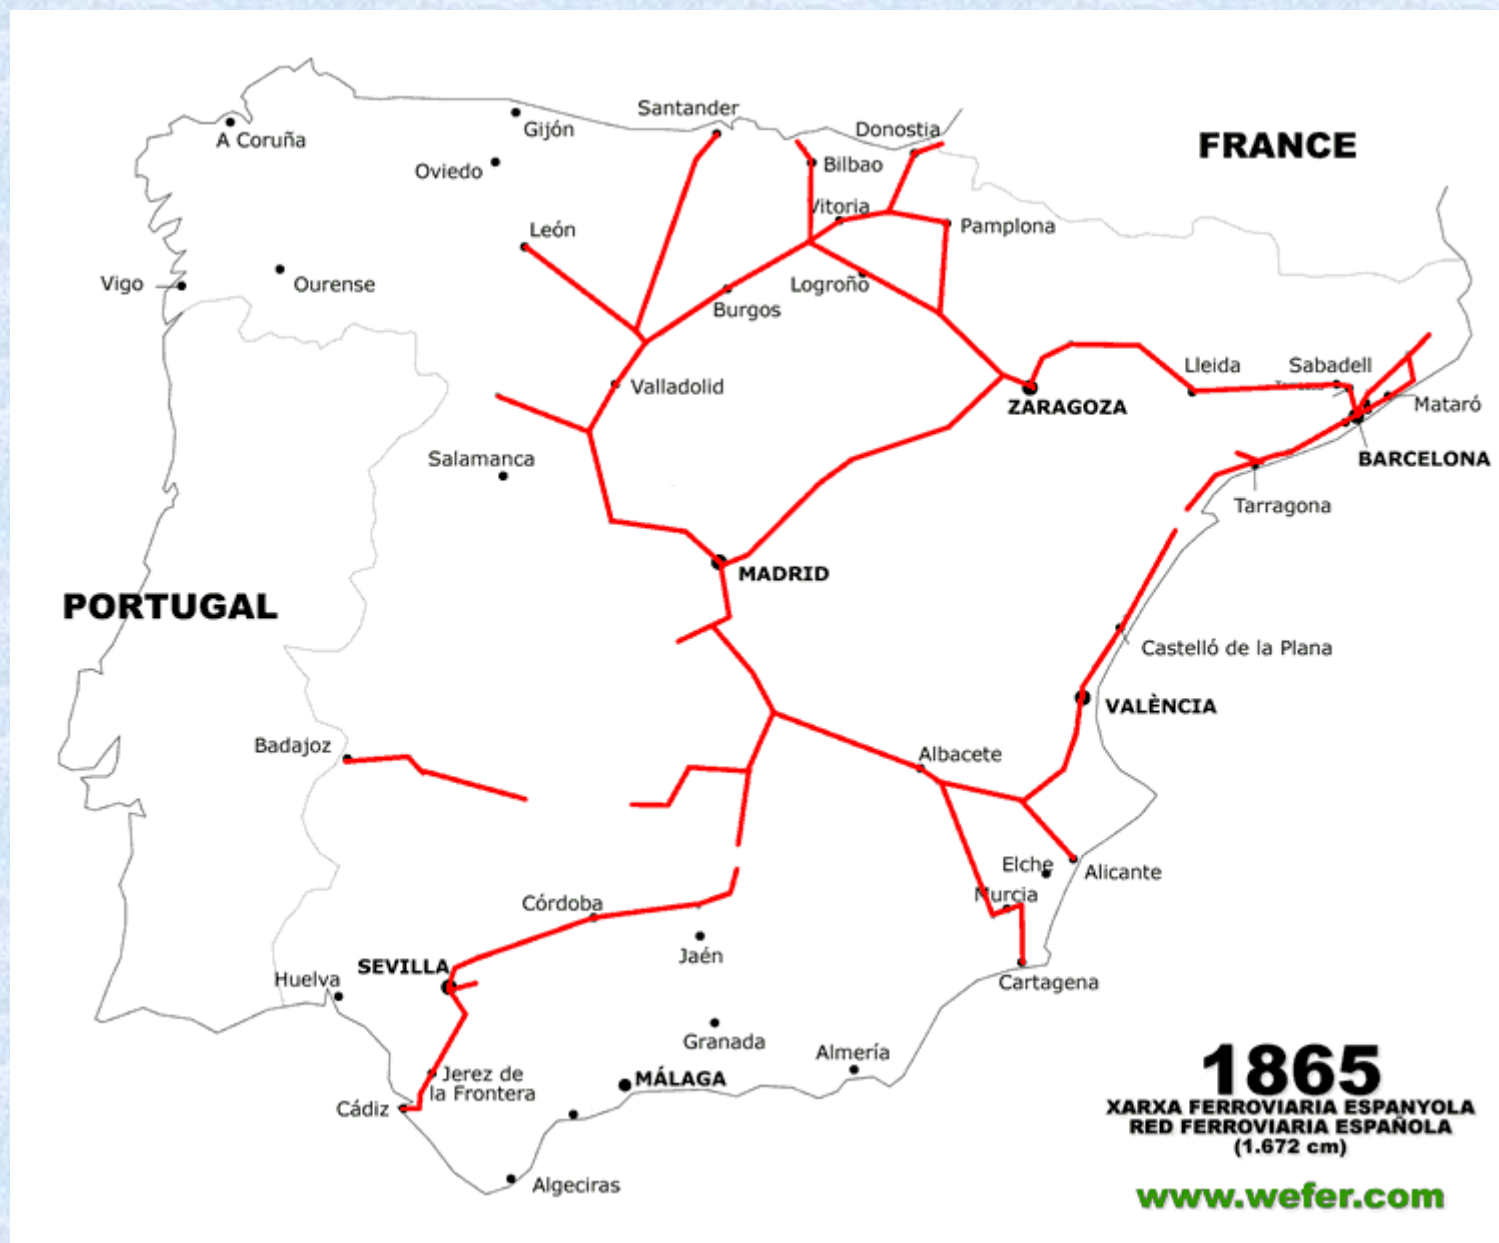 Santander
Donostia
Gijón
A Coruña
FRANCE
Bilbao
Oviedo
Vitoria
León
Pamplona
Vigo
Ourense
Logroño
Burgos
Lleida
Sabadell
Valladolid
ZARAGOZA
Mataró
Salamanca
BARCELONA
Tarragona
MADRID
PORTUGAL
Castelló de la Plana
VALÈNCIA
Badajoz
Albacete
Elche
Alicante
Murcia
Córdoba
Jaén
SEVILLA
Huelva
Cartagena
Granada
Almería
MÁLAGA
Jerez de
la Frontera
Cádiz
Algeciras
1865
XARXA FERROVIARIA ESPANYOLA
RED FERROVIARIA ESPAÑOLA
(1.672 cm)
www.wefer.com